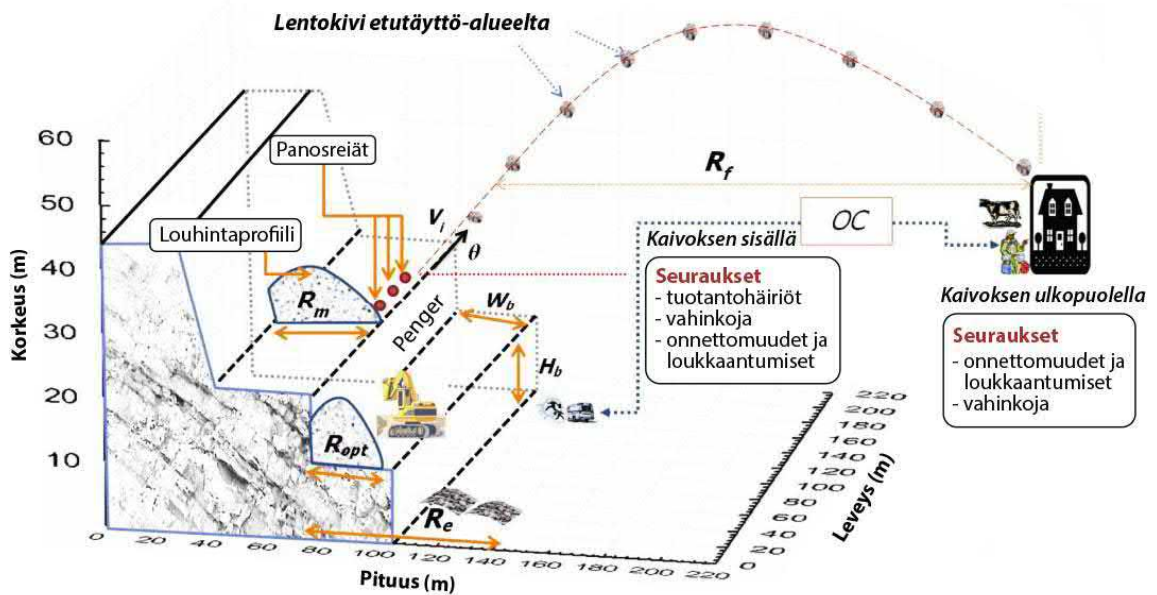 Lentokivi etutäyttö-alueelta
60
50
40
30
20
10
Korkeus (m)
Panosreiät
Louhintaprofiili
R_m
V_i
θ
R_f
OC
Penger
W_b
H_b
R_opt
R_e
Kaivoksen sisällä
Seuraukset
- tuotantohäiriöt
- vahinkoja
- onnettomuudet ja
loukkaantumiset
Kaivoksen ulkopuolella
Seuraukset
- onnettomuudet ja
loukkaantumiset
- vahinkoja
0 20 40 60 80 100 120 140 160 180 200 220
Pituus (m)
220
200
180
160
140
120
100
80
60
40
20
0
Leveys (m)